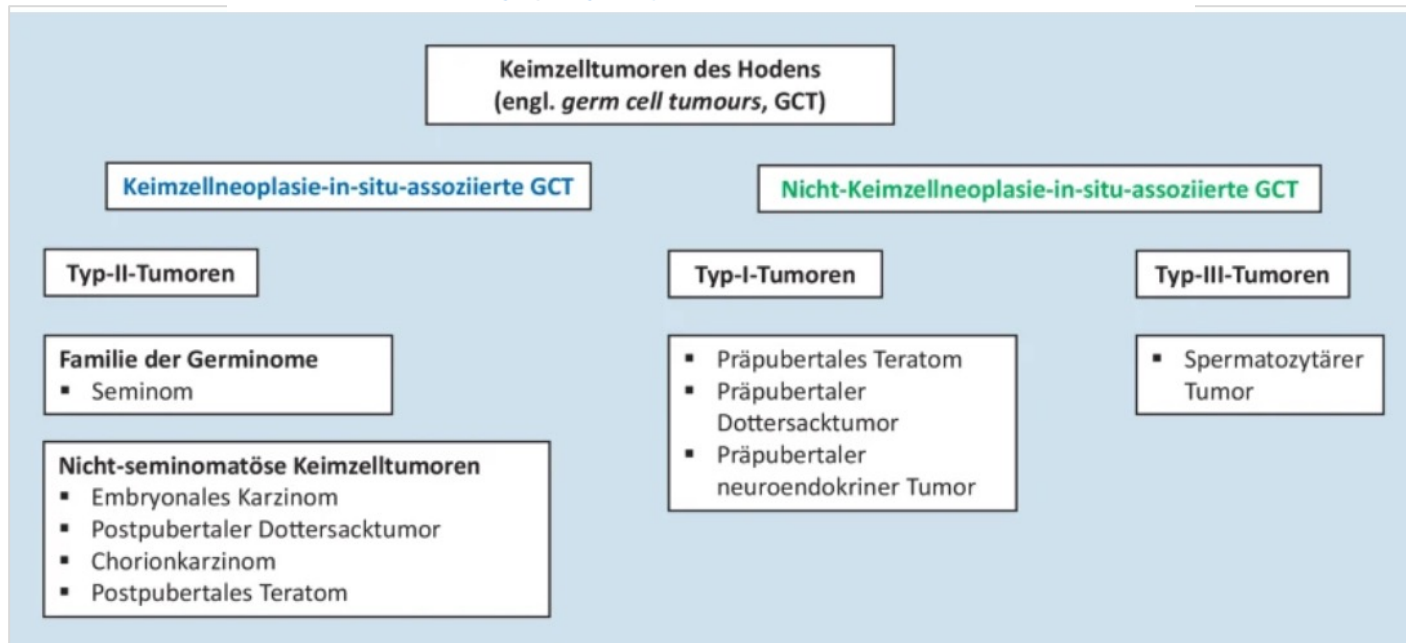 Keimzelltumoren des Hodens
(engl. germ cell tumours, GCT)
Keimzellneoplasie-in-situ-assoziierte GCT
Nicht-Keimzellneoplasie-in-situ-assoziierte GCT
Typ-II-Tumoren
Typ-I-Tumoren
Typ-III-Tumoren
Familie der Germinome
▪ Seminom
Nicht-seminomatöse Keimzelltumoren
▪ Embryonales Karzinom
▪ Postpubertaler Dottersacktumor
▪ Chorionkarzinom
▪ Postpubertales Teratom
▪ Präpubertales Teratom
▪ Präpubertaler
Dottersacktumor
▪ Präpubertaler
neuroendokriner Tumor
▪ Spermatozytärer
Tumor